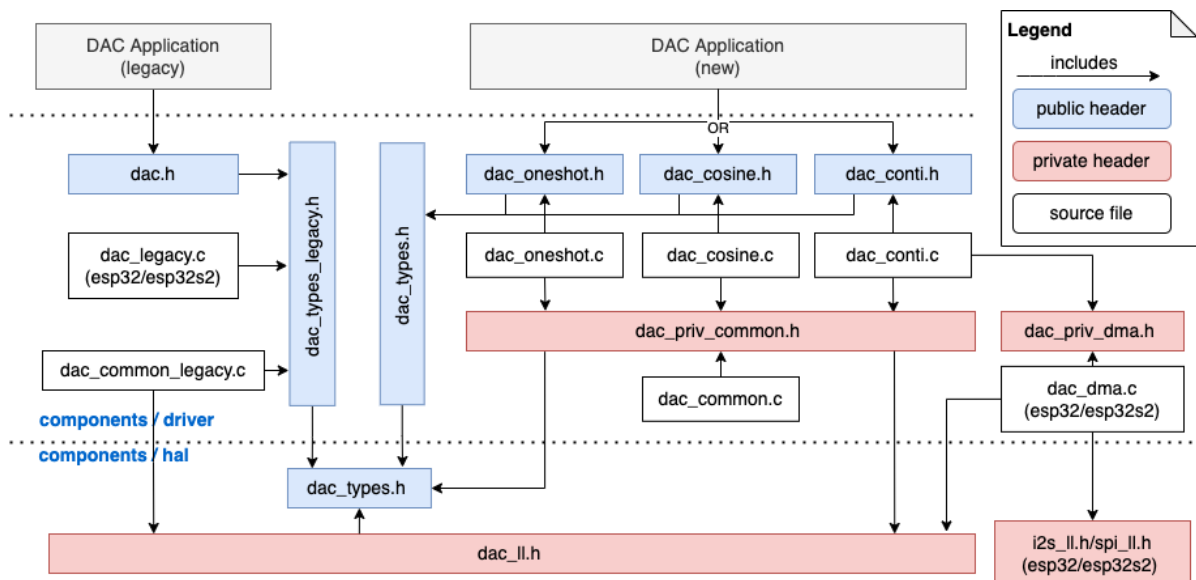 DAC Application
(legacy)
DAC Application
(new)
Legend
includes
public header
private header
source file
OR
dac.h
dac_types_legacy.h
dac_types.h
dac_oneshot.h
dac_cosine.h
dac_conti.h
dac_legacy.c
(esp32/esp32s2)
dac_oneshot.c
dac_cosine.c
dac_conti.c
dac_priv_common.h
dac_priv_dma.h
dac_common_legacy.c
dac_common.c
dac_dma.c
(esp32/esp32s2)
components / driver
components / hal
dac_types.h
dac_ll.h
i2s_ll.h/spi_ll.h
(esp32/esp32s2)